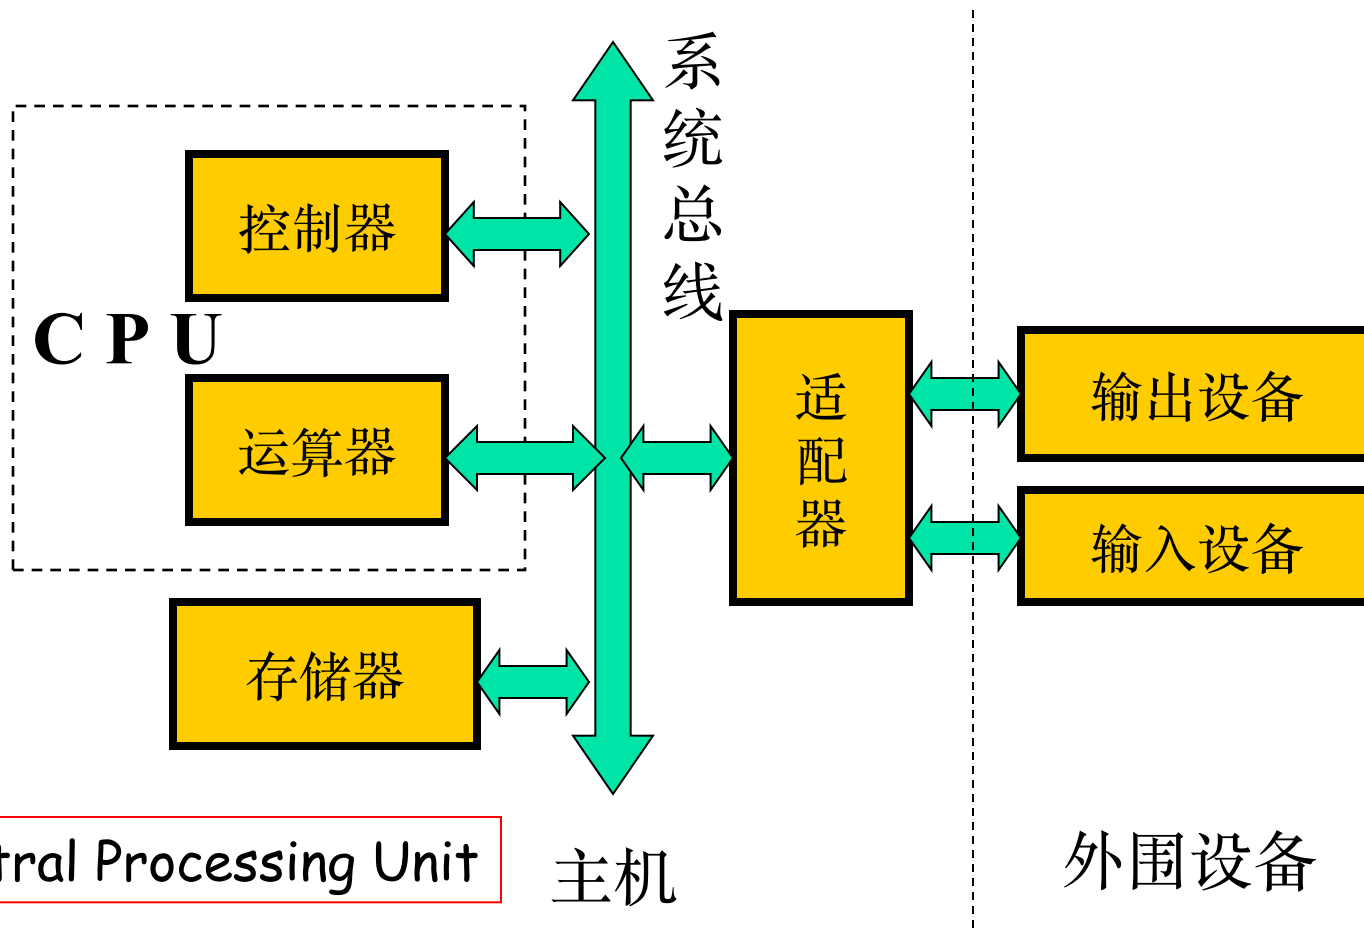 系统总线
控制器
C P U
运算器
适配器
输出设备
输入设备
存储器
tral Processing Unit
主机
外围设备